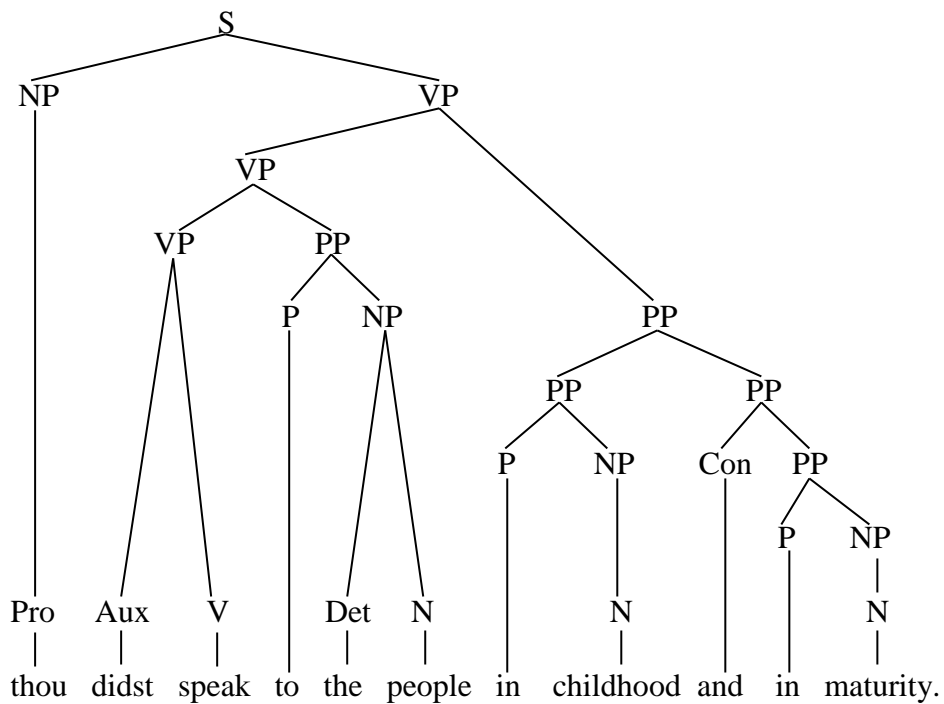 S
NP VP
VP
VP PP
P NP PP
PP PP
P NP Con PP
P NP
Pro Aux V Det N N N
thou didst speak to the people in childhood and in maturity.